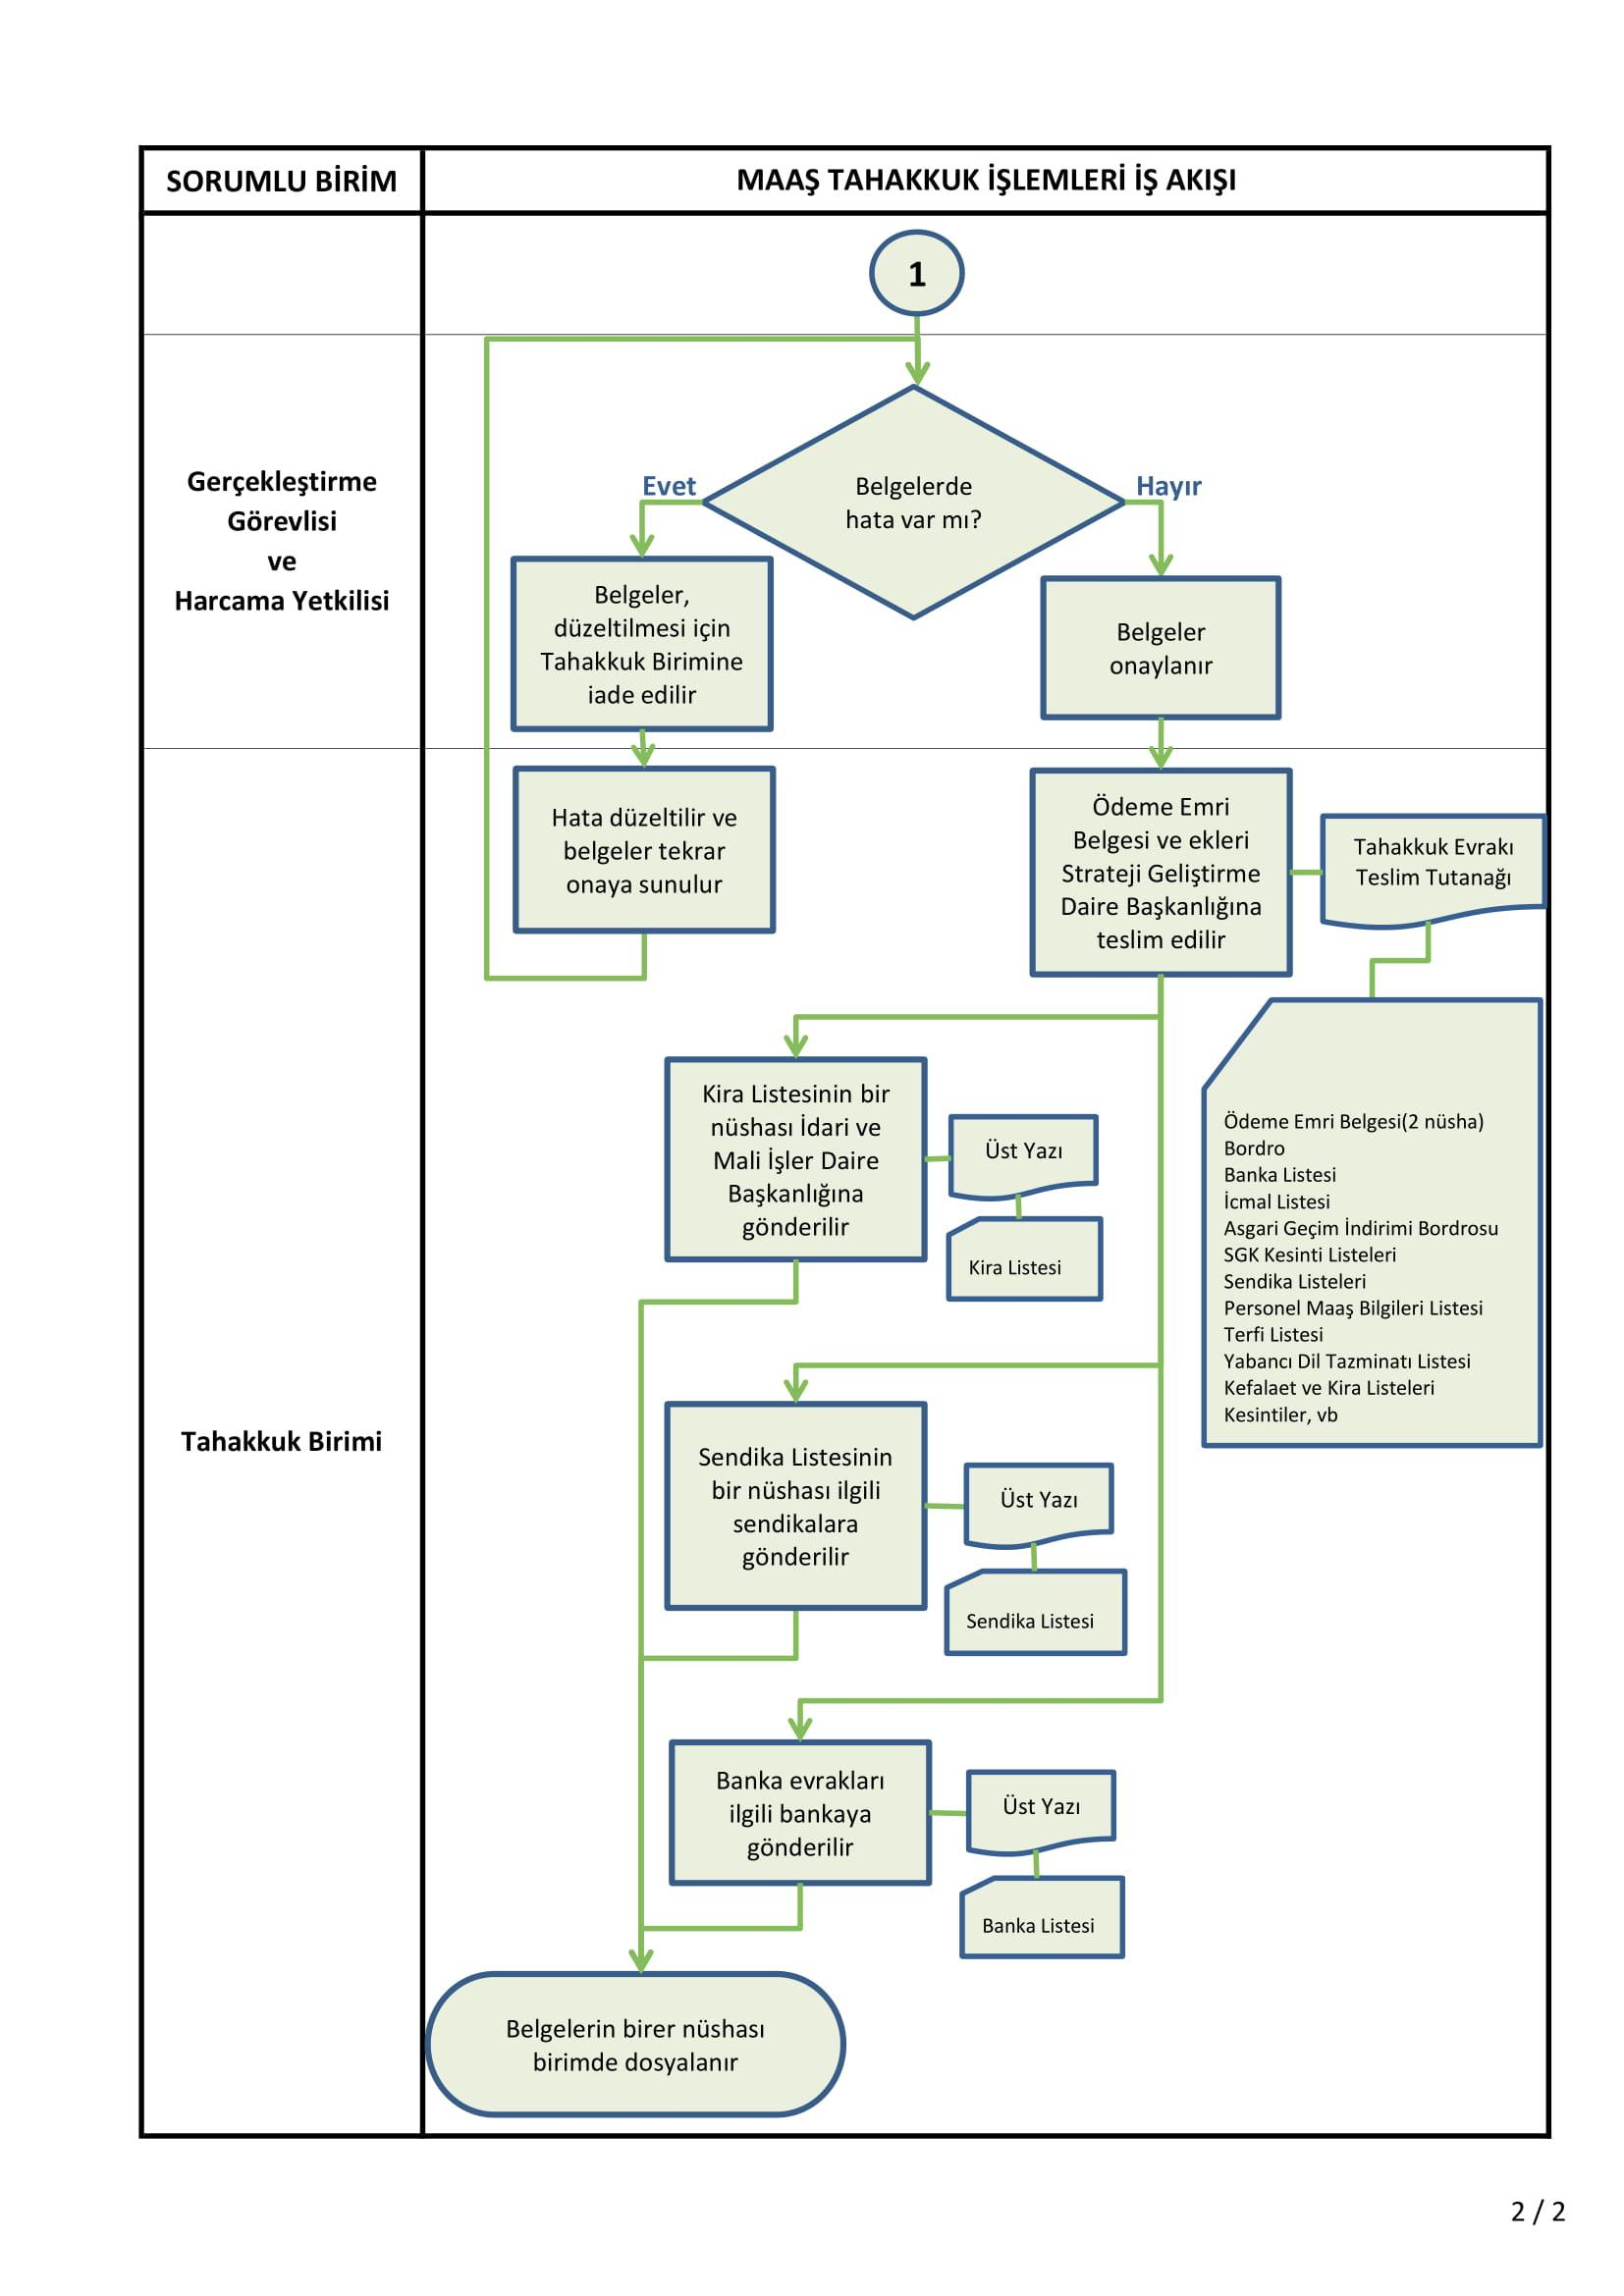 SORUMLU BİRİM
MAAŞ TAHAKKUK İŞLEMLERİ İŞ AKIŞI
1
Gerçekleştirme
Görevlisi
ve
Harcama Yetkilisi
Evet
Belgelerde
hata var mı?
Hayır
Belgeler,
düzeltilmesi için
Tahakkuk Birimine
iade edilir
Belgeler
onaylanır
Hata düzeltilir ve
belgeler tekrar
onaya sunulur
Ödeme Emri
Belgesi ve ekleri
Strateji Geliştirme
Daire Başkanlığına
teslim edilir
Tahakkuk Evrakı
Teslim Tutanağı
Ödeme Emri Belgesi(2 nüsha)
Bordro
Banka Listesi
İcmal Listesi
Asgari Geçim İndirimi Bordrosu
SGK Kesinti Listeleri
Sendika Listeleri
Personel Maaş Bilgileri Listesi
Terfi Listesi
Yabancı Dil Tazminatı Listesi
Kefalaet ve Kira Listeleri
Kesintiler, vb
Tahakkuk Birimi
Kira Listesinin bir
nüshası İdari ve
Mali İşler Daire
Başkanlığına
gönderilir
Üst Yazı
Kira Listesi
Sendika Listesinin
bir nüshası ilgili
sendikalara
gönderilir
Üst Yazı
Sendika Listesi
Banka evrakları
ilgili bankaya
gönderilir
Üst Yazı
Banka Listesi
Belgelerin birer nüshası
birimde dosyalanır
2 / 2